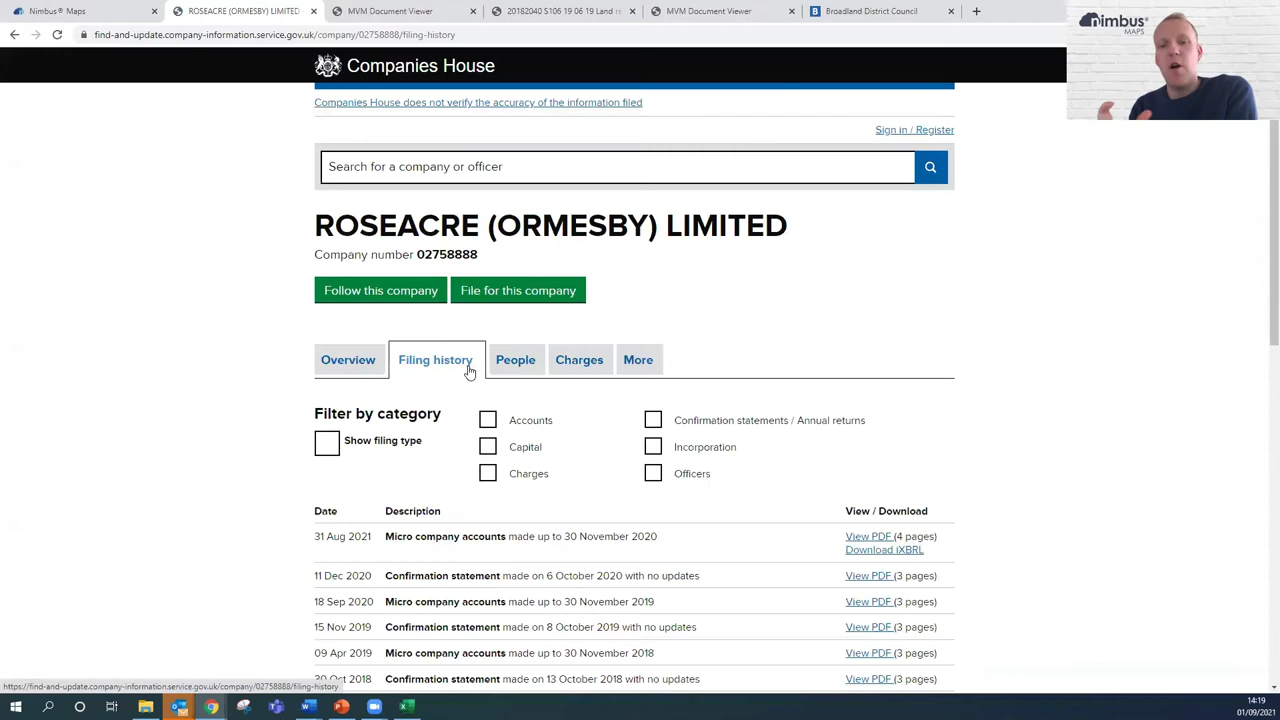 Nimbus® Maps
ROSEACRE (ORMESBY) LIMITED
MVM Document Viewer
20182040 S106 19 06 19 Land r
MVM Document Viewer
Broadland District Council
find-and-update.company-information.service.gov.uk/company/02758888/filing-history
nimbus®
MAPS
Companies House
Companies House does not verify the accuracy of the information filed
Sign in / Register
Search for a company or officer
ROSEACRE (ORMESBY) LIMITED
Company number 02758888
Follow this company
File for this company
Overview
Filing history
People
Charges
More
Filter by category
Show filing type
Accounts
Confirmation statements / Annual returns
Capital
Incorporation
Charges
Officers
Date Description View / Download
31 Aug 2021 Micro company accounts made up to 30 November 2020 View PDF (4 pages)
Download iXBRL
11 Dec 2020 Confirmation statement made on 6 October 2020 with no updates View PDF (3 pages)
18 Sep 2020 Micro company accounts made up to 30 November 2019 View PDF (3 pages)
15 Nov 2019 Confirmation statement made on 8 October 2019 with no updates View PDF (3 pages)
09 Apr 2019 Micro company accounts made up to 30 November 2018 View PDF (3 pages)
30 Oct 2018 Confirmation statement made on 13 October 2018 with no updates View PDF (3 pages)
https://find-and-update.company-information.service.gov.uk/company/02758888/filing-history
14:19
01/09/2021